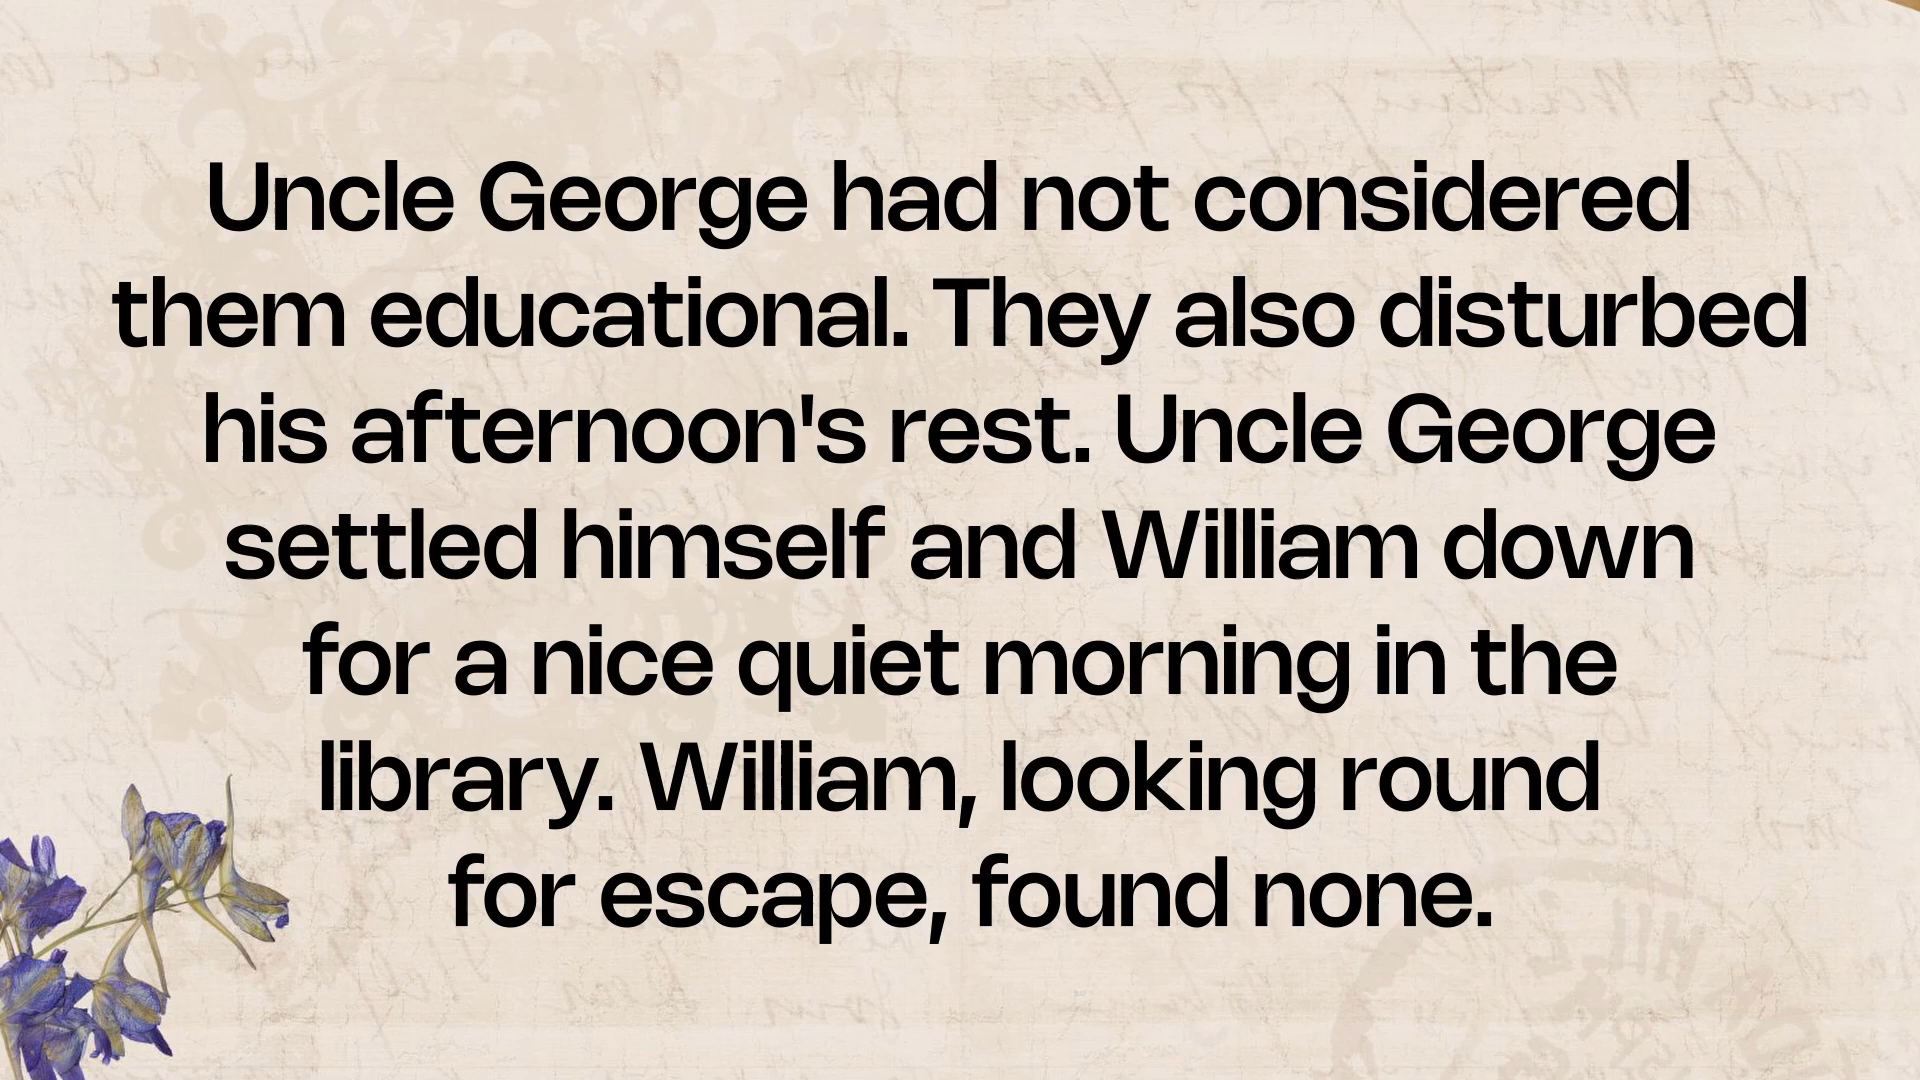 Uncle George had not considered
them educational. They also disturbed
his afternoon's rest. Uncle George
settled himself and William down
for a nice quiet morning in the
library. William, looking round
for escape, found none.